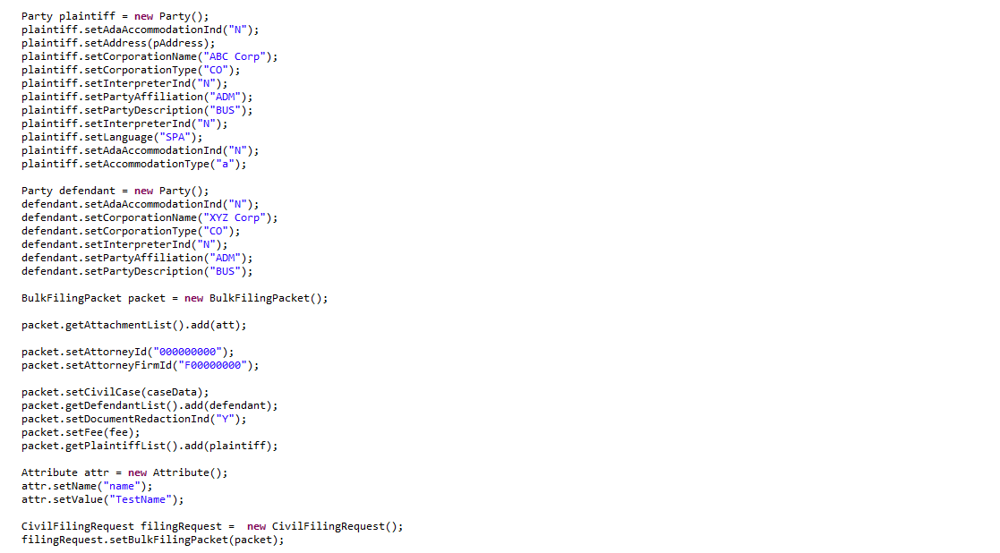 Party plaintiff = new Party();
plaintiff.setAdaAccommodationInd("N");
plaintiff.setAddress(pAddress);
plaintiff.setCorporationName("ABC Corp");
plaintiff.setCorporationType("CO");
plaintiff.setInterpreterInd("N");
plaintiff.setPartyAffiliation("ADM");
plaintiff.setPartyDescription("BUS");
plaintiff.setInterpreterInd("N");
plaintiff.setLanguage("SPA");
plaintiff.setAdaAccommodationInd("N");
plaintiff.setAccommodationType("a");
Party defendant = new Party();
defendant.setAdaAccommodationInd("N");
defendant.setCorporationName("XYZ Corp");
defendant.setCorporationType("CO");
defendant.setInterpreterInd("N");
defendant.setPartyAffiliation("ADM");
defendant.setPartyDescription("BUS");
BulkFilingPacket packet = new BulkFilingPacket();
packet.getAttachmentList().add(att);
packet.setAttorneyId("000000000");
packet.setAttorneyFirmId("F00000000");
packet.setCivilCase(caseData);
packet.getDefendantList().add(defendant);
packet.setDocumentRedactionInd("Y");
packet.setFee(fee);
packet.getPlaintiffList().add(plaintiff);
Attribute attr = new Attribute();
attr.setName("name");
attr.setValue("TestName");
CivilFilingRequest filingRequest =  new CivilFilingRequest();
filingRequest.setBulkFilingPacket(packet);